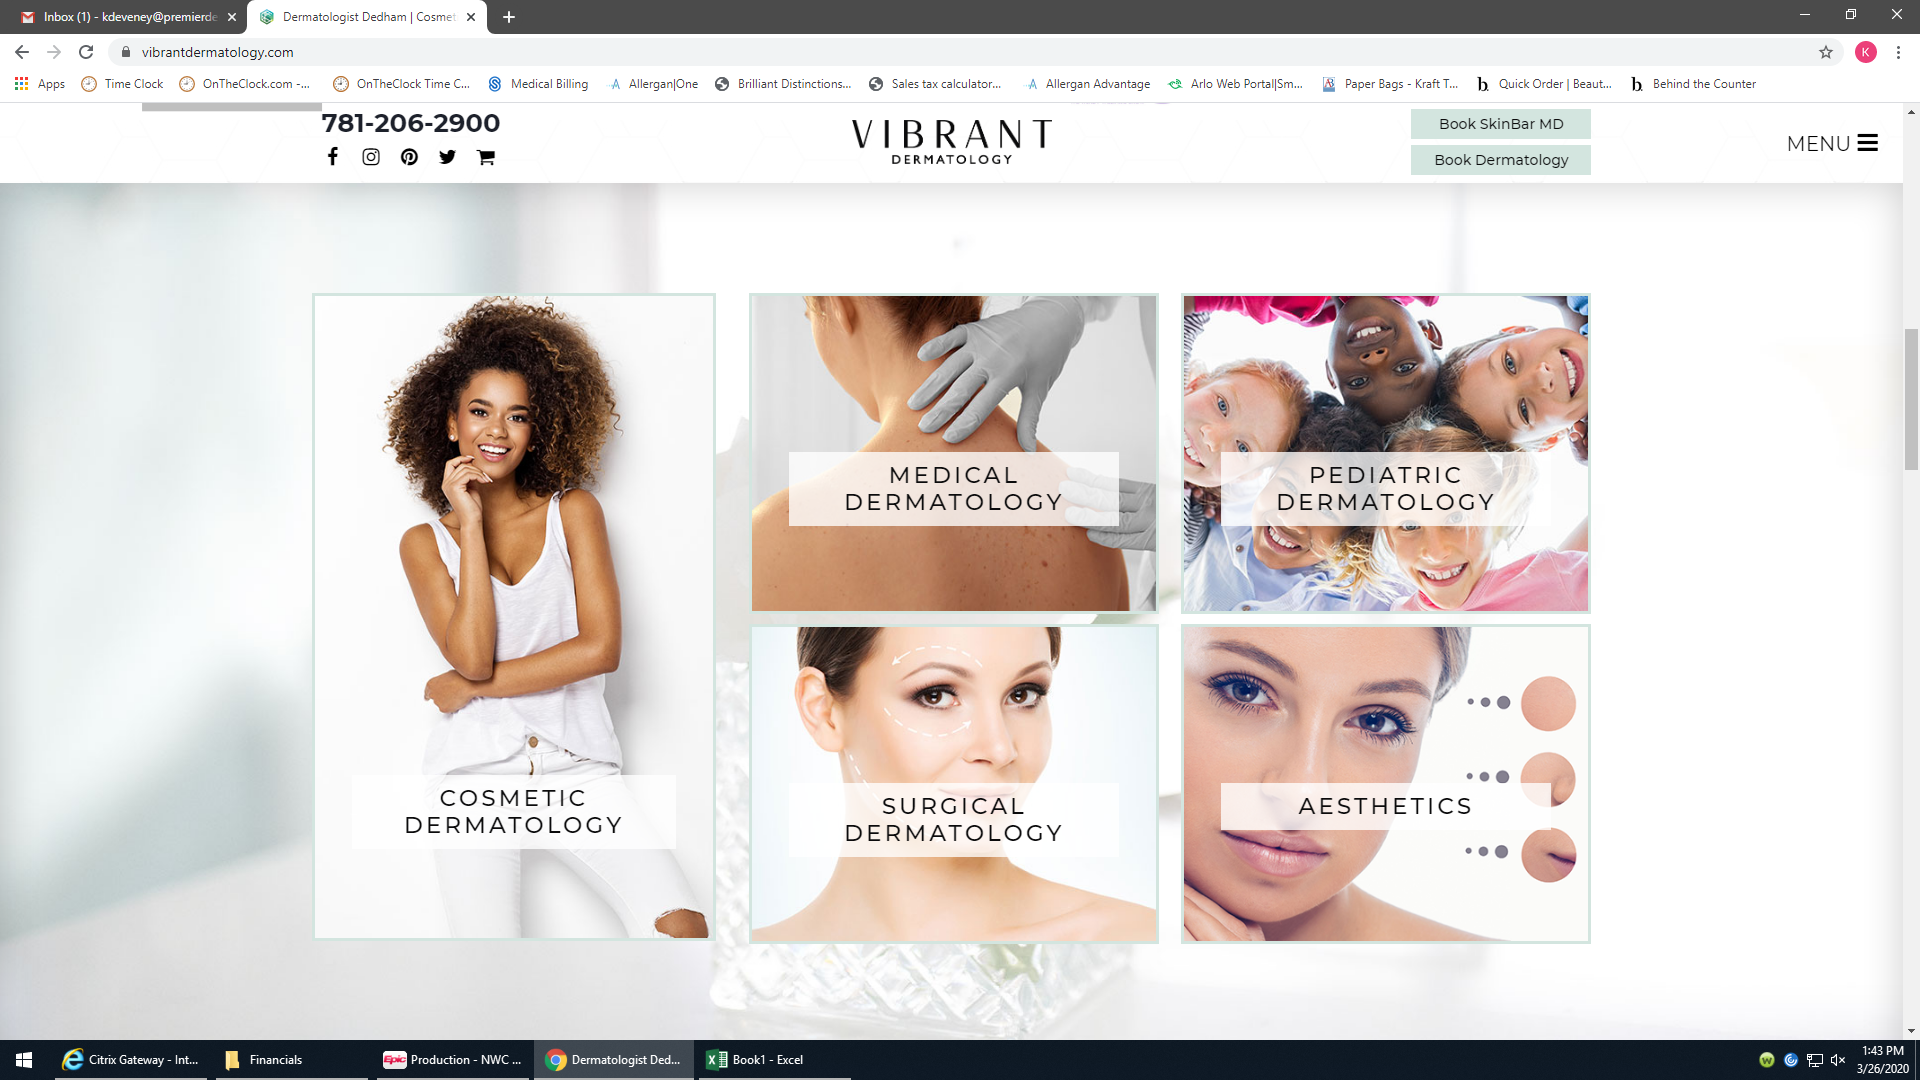 Inbox (1) - kdeveney@premierde
Dermatologist Dedham | Cosmet
vibrantdermatology.com
K
Apps
Time Clock
OnTheClock.com -...
OnTheClock Time C...
Medical Billing
Allergan|One
Brilliant Distinctions...
Sales tax calculator...
Allergan Advantage
Arlo Web Portal|Sm...
Paper Bags - Kraft T...
Quick Order | Beaut...
Behind the Counter
781-206-2900
VIBRANT
DERMATOLOGY
Book SkinBar MD
Book Dermatology
MENU
MEDICAL
DERMATOLOGY
PEDIATRIC
DERMATOLOGY
COSMETIC
DERMATOLOGY
SURGICAL
DERMATOLOGY
AESTHETICS
Citrix Gateway - Int...
Financials
Epic
Production - NWC ...
Dermatologist Ded...
Book1 - Excel
1:43 PM
3/26/2020